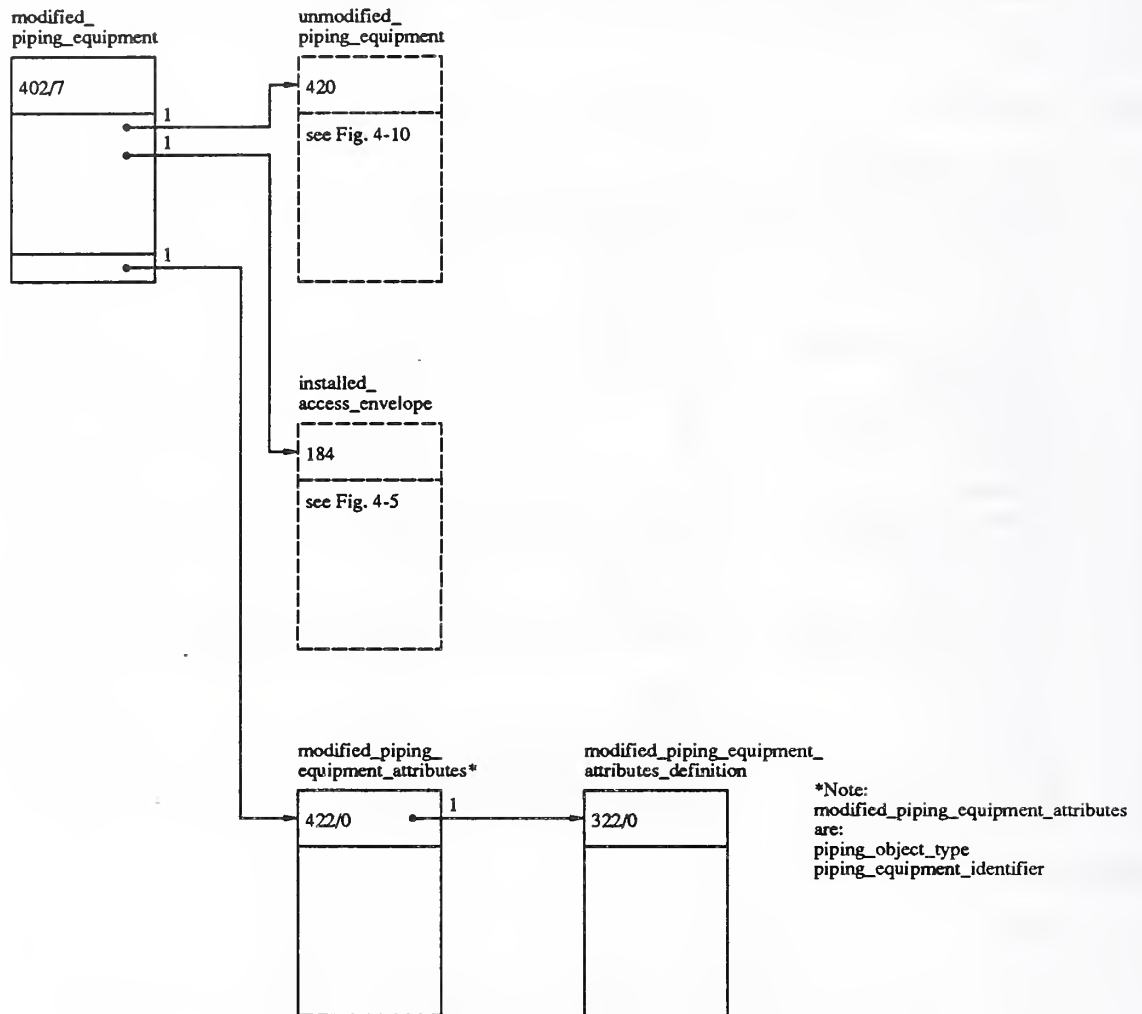 modified_
piping_equipment
402/7
1
1
1
unmodified_
piping_equipment
420
see Fig. 4-10
installed_
access_envelope
184
see Fig. 4-5
modified_piping_
equipment_attributes*
422/0
1
modified_piping_equipment_
attributes_definition
322/0
*Note:
modified_piping_equipment_attributes
are:
piping_object_type
piping_equipment_identifier